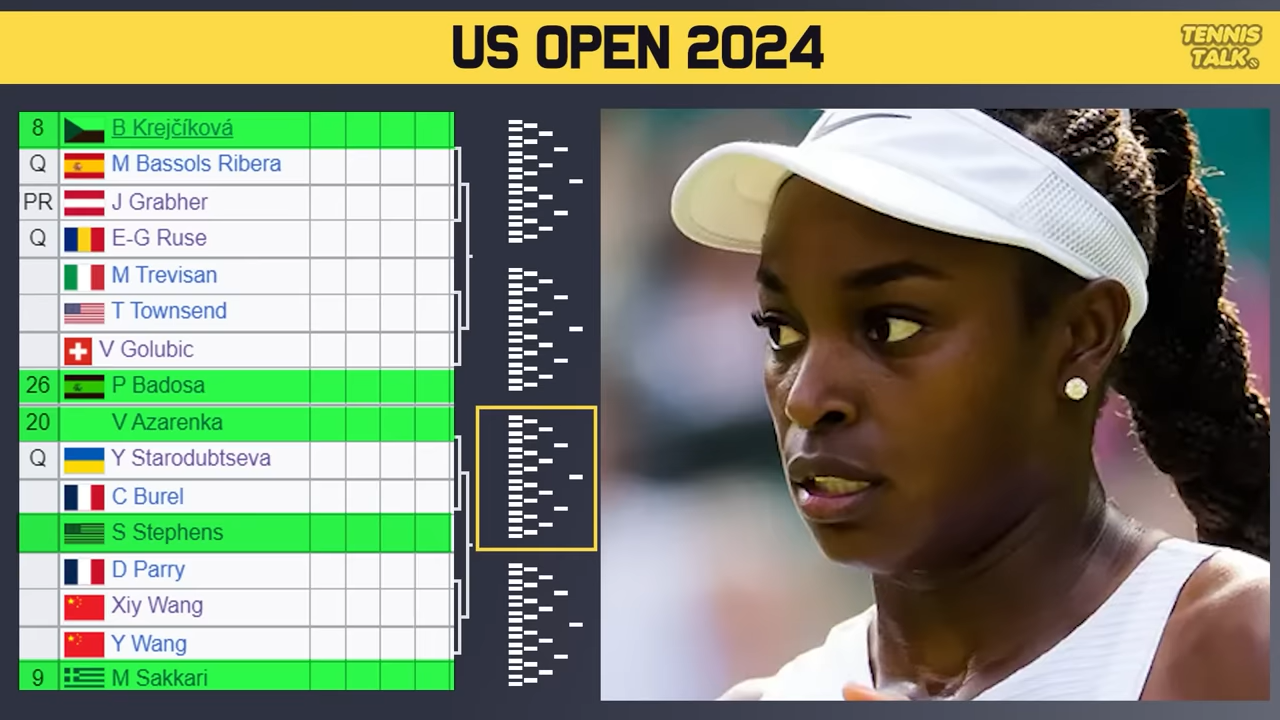 US OPEN 2024
TENNIS
TALK
8 B Krejčíková
Q M Bassols Ribera
PR J Grabher
Q E-G Ruse
M Trevisan
T Townsend
V Golubic
26 P Badosa
20 V Azarenka
Q Y Starodubtseva
C Burel
S Stephens
D Parry
Xiy Wang
Y Wang
9 M Sakkari